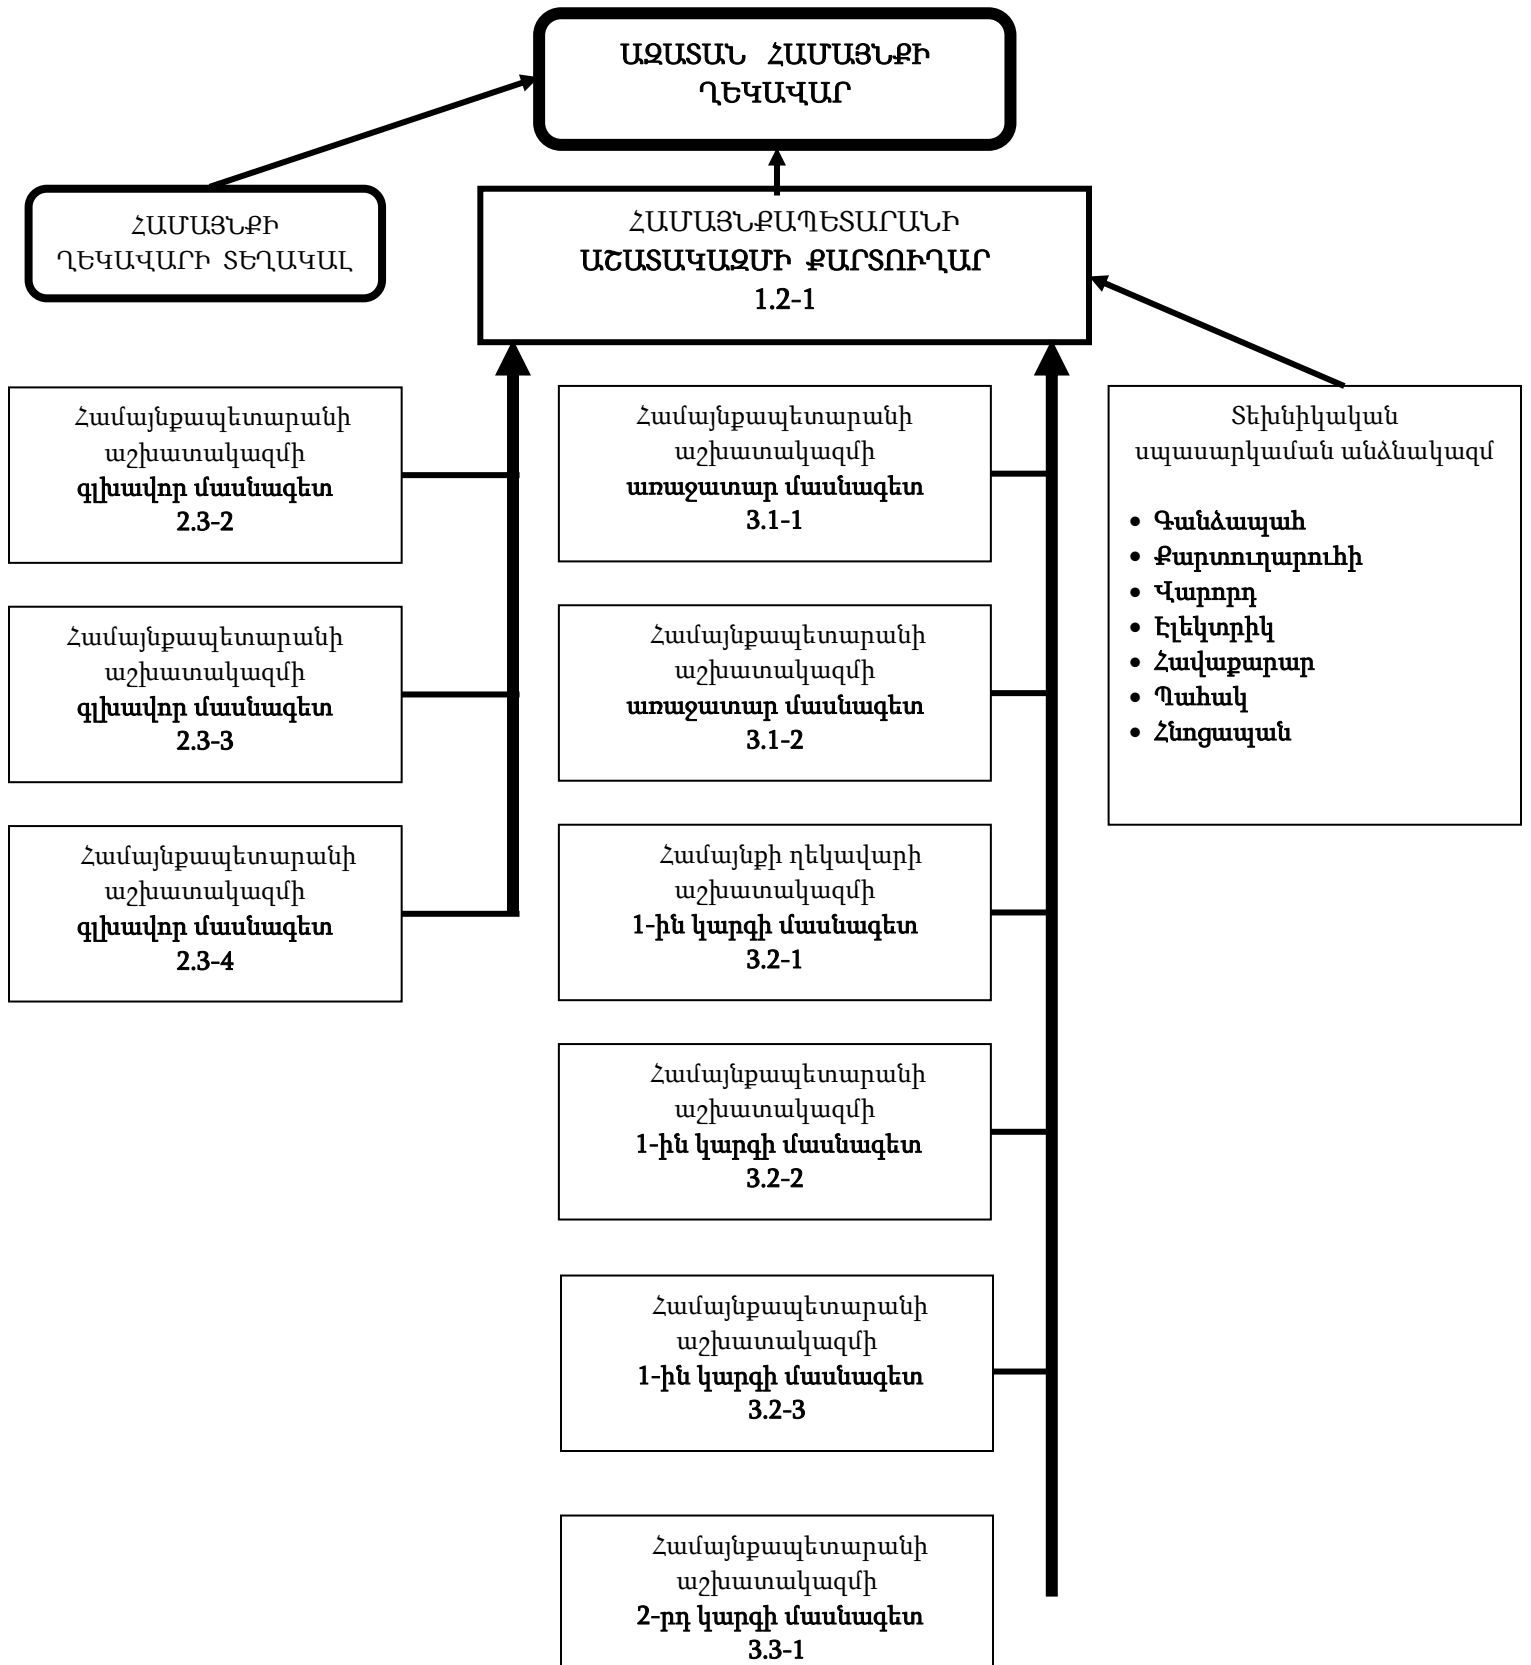 ԱԶԱՏԱՆ ՀԱՄԱՅՆՔԻ
ՂԵԿԱՎԱՐ
ՀԱՄԱՅՆՔԻ
ՂԵԿԱՎԱՐԻ ՏԵՂԱԿԱԼ
ՀԱՄԱՅՆՔԱՊԵՏԱՐԱՆԻ
ԱՇԱՏԱԿԱԶՄԻ ՔԱՐՏՈՒՂԱՐ
1.2-1
Համայնքապետարանի
աշխատակազմի
գլխավոր մասնագետ
2.3-2
Համայնքապետարանի
աշխատակազմի
գլխավոր մասնագետ
2.3-3
Համայնքապետարանի
աշխատակազմի
գլխավոր մասնագետ
2.3-4
Համայնքապետարանի
աշխատակազմի
առաջատար մասնագետ
3.1-1
Համայնքապետարանի
աշխատակազմի
առաջատար մասնագետ
3.1-2
Համայնքի ղեկավարի
աշխատակազմի
1-ին կարգի մասնագետ
3.2-1
Համայնքապետարանի
աշխատակազմի
1-ին կարգի մասնագետ
3.2-2
Համայնքապետարանի
աշխատակազմի
1-ին կարգի մասնագետ
3.2-3
Համայնքապետարանի
աշխատակազմի
2-րդ կարգի մասնագետ
3.3-1
Տեխնիկական
սպասարկաման անձնակազմ
• Գանձապահ
• Քարտուղարուհի
• Վարորդ
• Էլեկտրիկ
• Հավաքարար
• Պահակ
• Հնոցապան